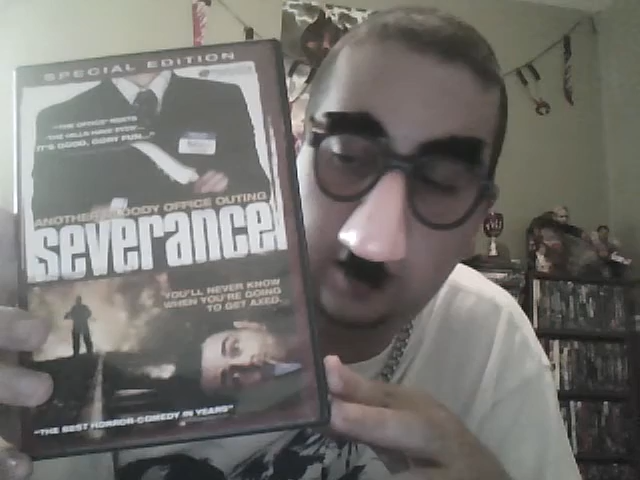 SPECIAL EDITION
"THE OFFICE" MEETS
"THE HILLS HAVE EYES"...
IT'S GOOD, GORY FUN..."
ANOTHER BLOODY OFFICE OUTING
severance
"YOU'LL NEVER KNOW
WHEN YOU'RE GOING
TO GET AXED...
"THE BEST HORROR-COMEDY IN YEARS"